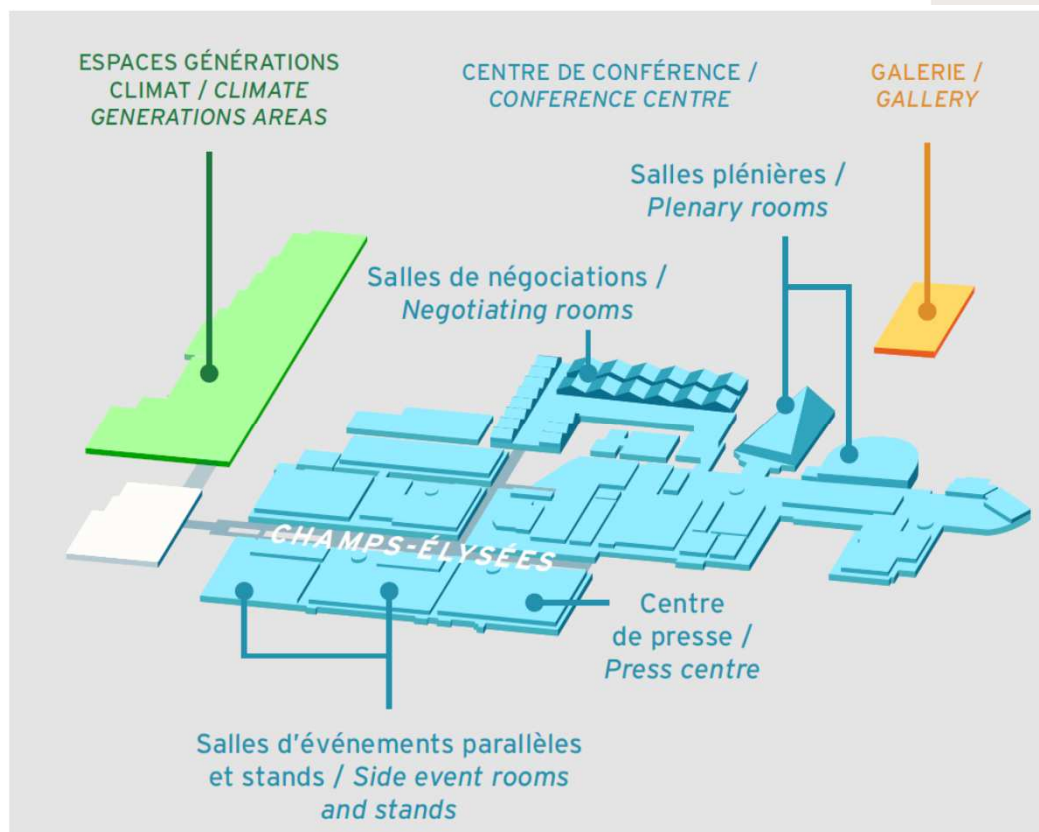 ESPACES GÉNÉRATIONS
CLIMAT / CLIMATE
GENERATIONS AREAS
CENTRE DE CONFÉRENCE /
CONFERENCE CENTRE
GALERIE /
GALLERY
Salles plénières /
Plenary rooms
Salles de négociations /
Negotiating rooms
CHAMPS-ÉLYSÉES
Centre
de presse /
Press centre
Salles d'événements parallèles
et stands / Side event rooms
and stands